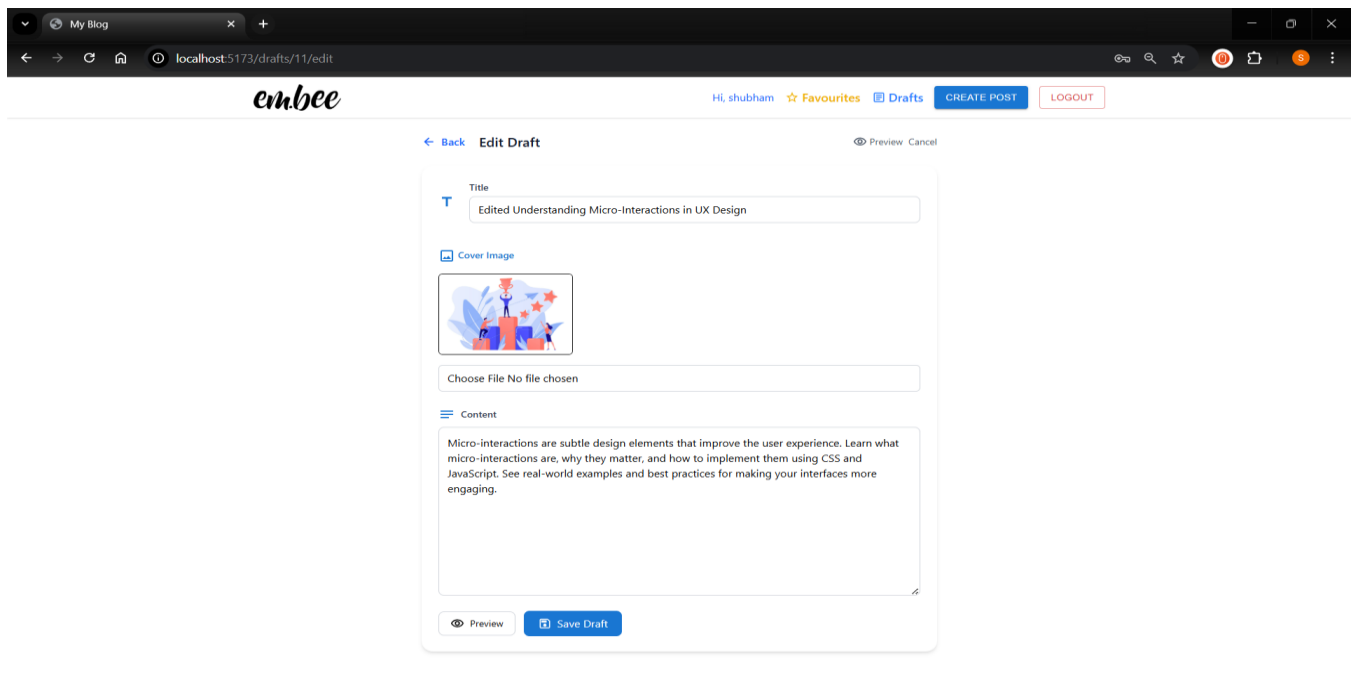 My Blog
localhost:5173/drafts/11/edit
S
em.bee
Hi, shubham Favourites Drafts CREATE POST LOGOUT
Back Edit Draft Preview Cancel
Title
T Edited Understanding Micro-Interactions in UX Design
Cover Image
Choose File No file chosen
Content
Micro-interactions are subtle design elements that improve the user experience. Learn what
micro-interactions are, why they matter, and how to implement them using CSS and
JavaScript. See real-world examples and best practices for making your interfaces more
engaging.
Preview Save Draft